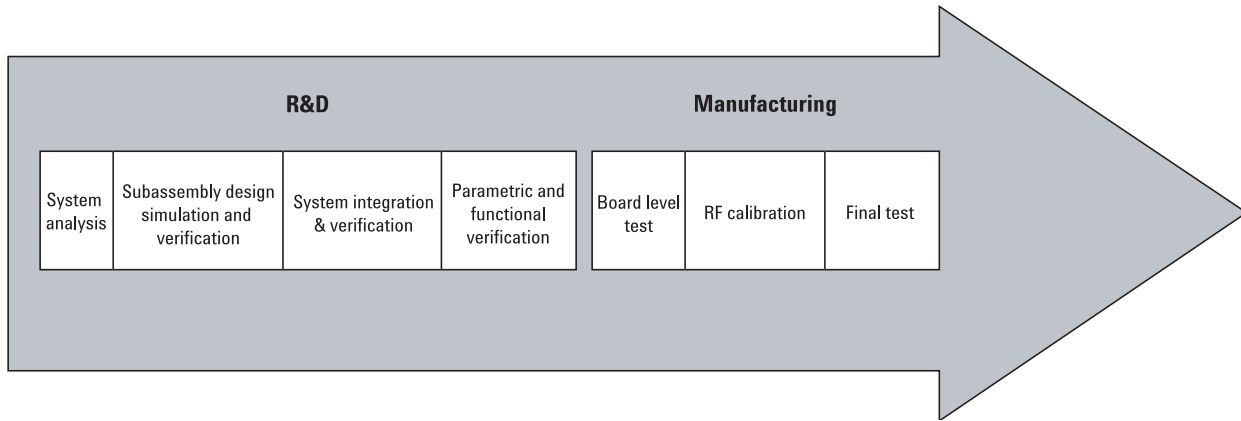 R&D
Manufacturing
System
analysis
Subassembly design
simulation and
verification
System integration
& verification
Parametric and
functional
verification
Board level
test
RF calibration
Final test